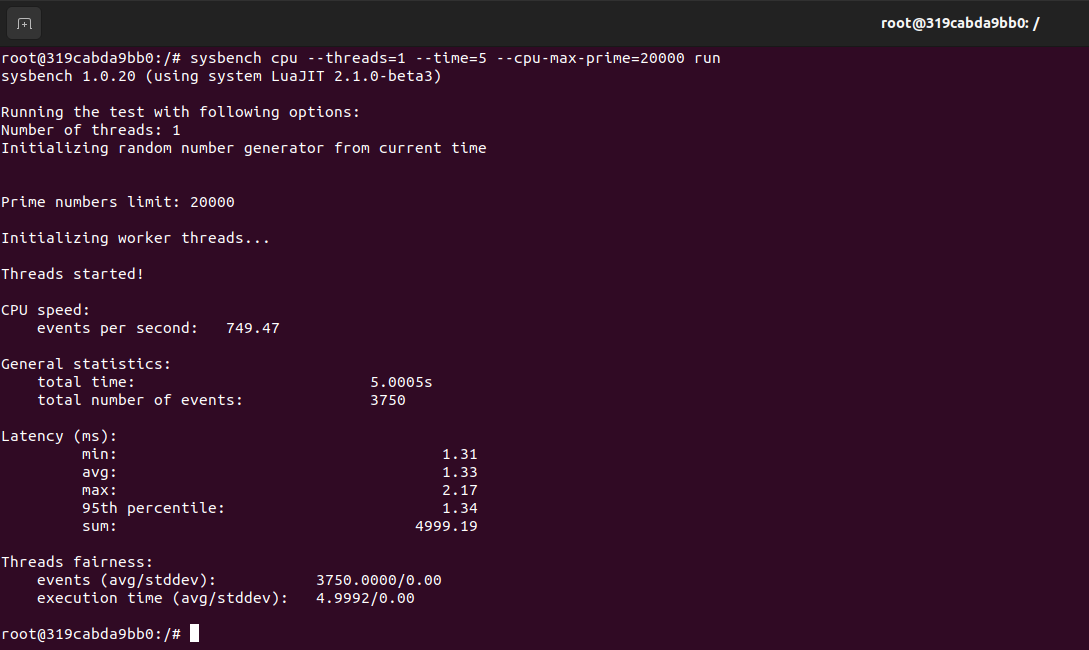 root@319cabda9bb0: /
root@319cabda9bb0:/# sysbench cpu --threads=1 --time=5 --cpu-max-prime=20000 run
sysbench 1.0.20 (using system LuaJIT 2.1.0-beta3)
Running the test with following options:
Number of threads: 1
Initializing random number generator from current time
Prime numbers limit: 20000
Initializing worker threads...
Threads started!
CPU speed:
    events per second:   749.47
General statistics:
    total time:                          5.0005s
    total number of events:              3750
Latency (ms):
         min:                                    1.31
         avg:                                    1.33
         max:                                    2.17
         95th percentile:                        1.34
         sum:                                 4999.19
Threads fairness:
    events (avg/stddev):           3750.0000/0.00
    execution time (avg/stddev):   4.9992/0.00
root@319cabda9bb0:/#